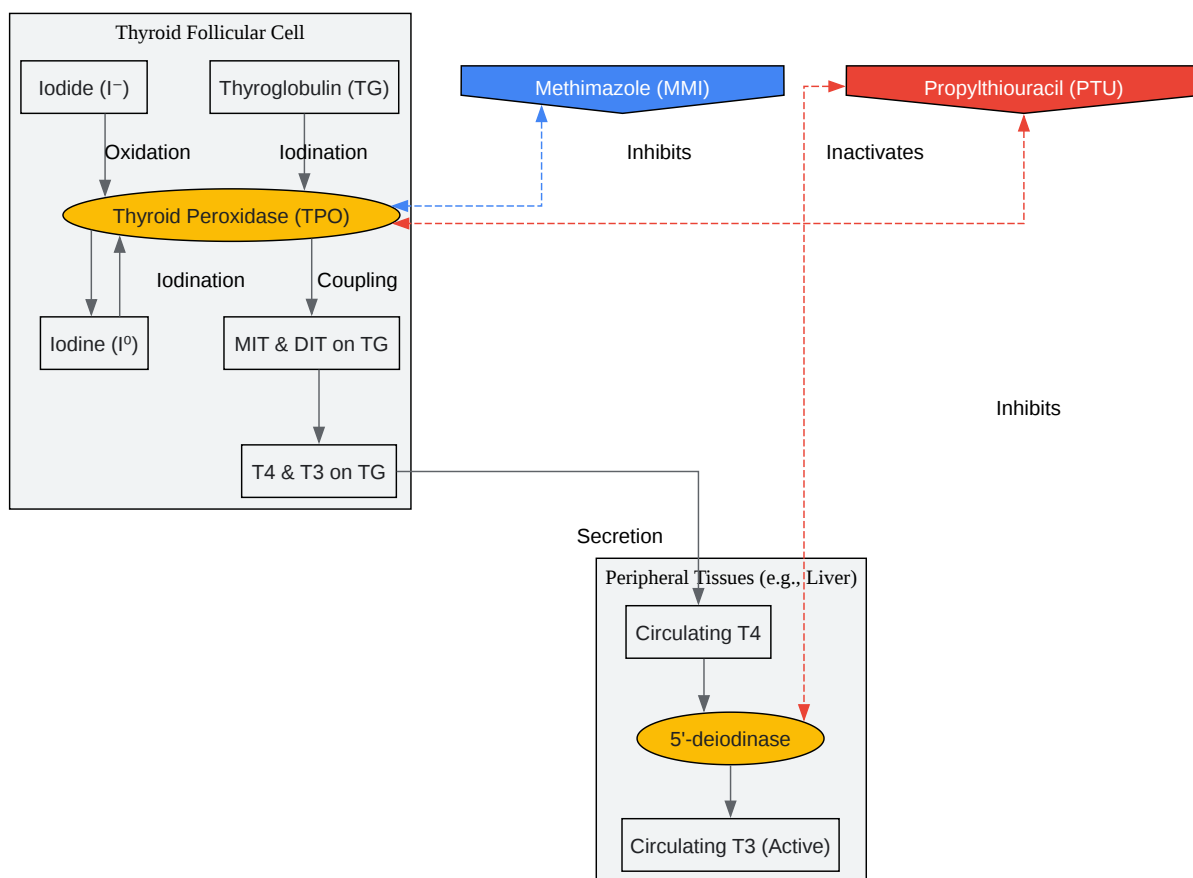 Thyroid Follicular Cell
Iodide (I⁻)
Thyroglobulin (TG)
Methimazole (MMI)
Propylthiouracil (PTU)
Oxidation
Iodination
Inhibits
Inactivates
Thyroid Peroxidase (TPO)
Iodination
Coupling
Iodine (I⁰)
MIT & DIT on TG
Inhibits
T4 & T3 on TG
Secretion
Peripheral Tissues (e.g., Liver)
Circulating T4
5'-deiodinase
Circulating T3 (Active)